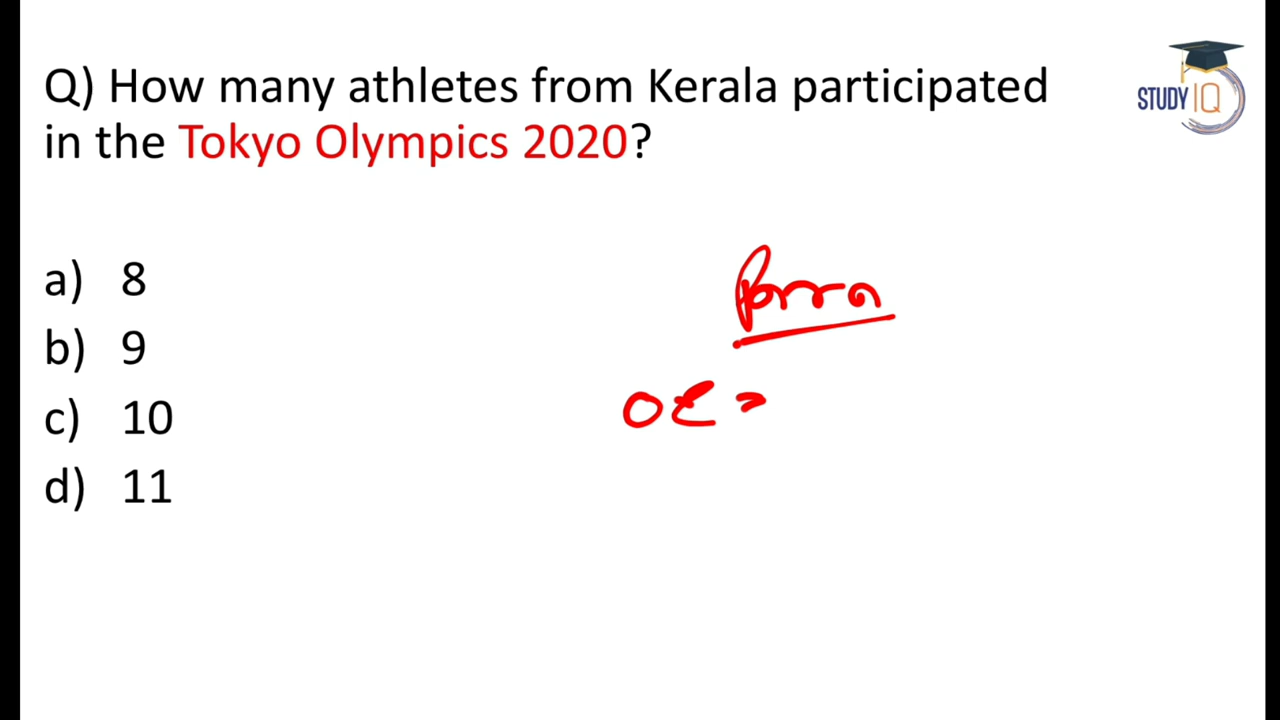 Q) How many athletes from Kerala participated
in the Tokyo Olympics 2020?
STUDY IQ
a) 8
b) 9
c) 10
d) 11